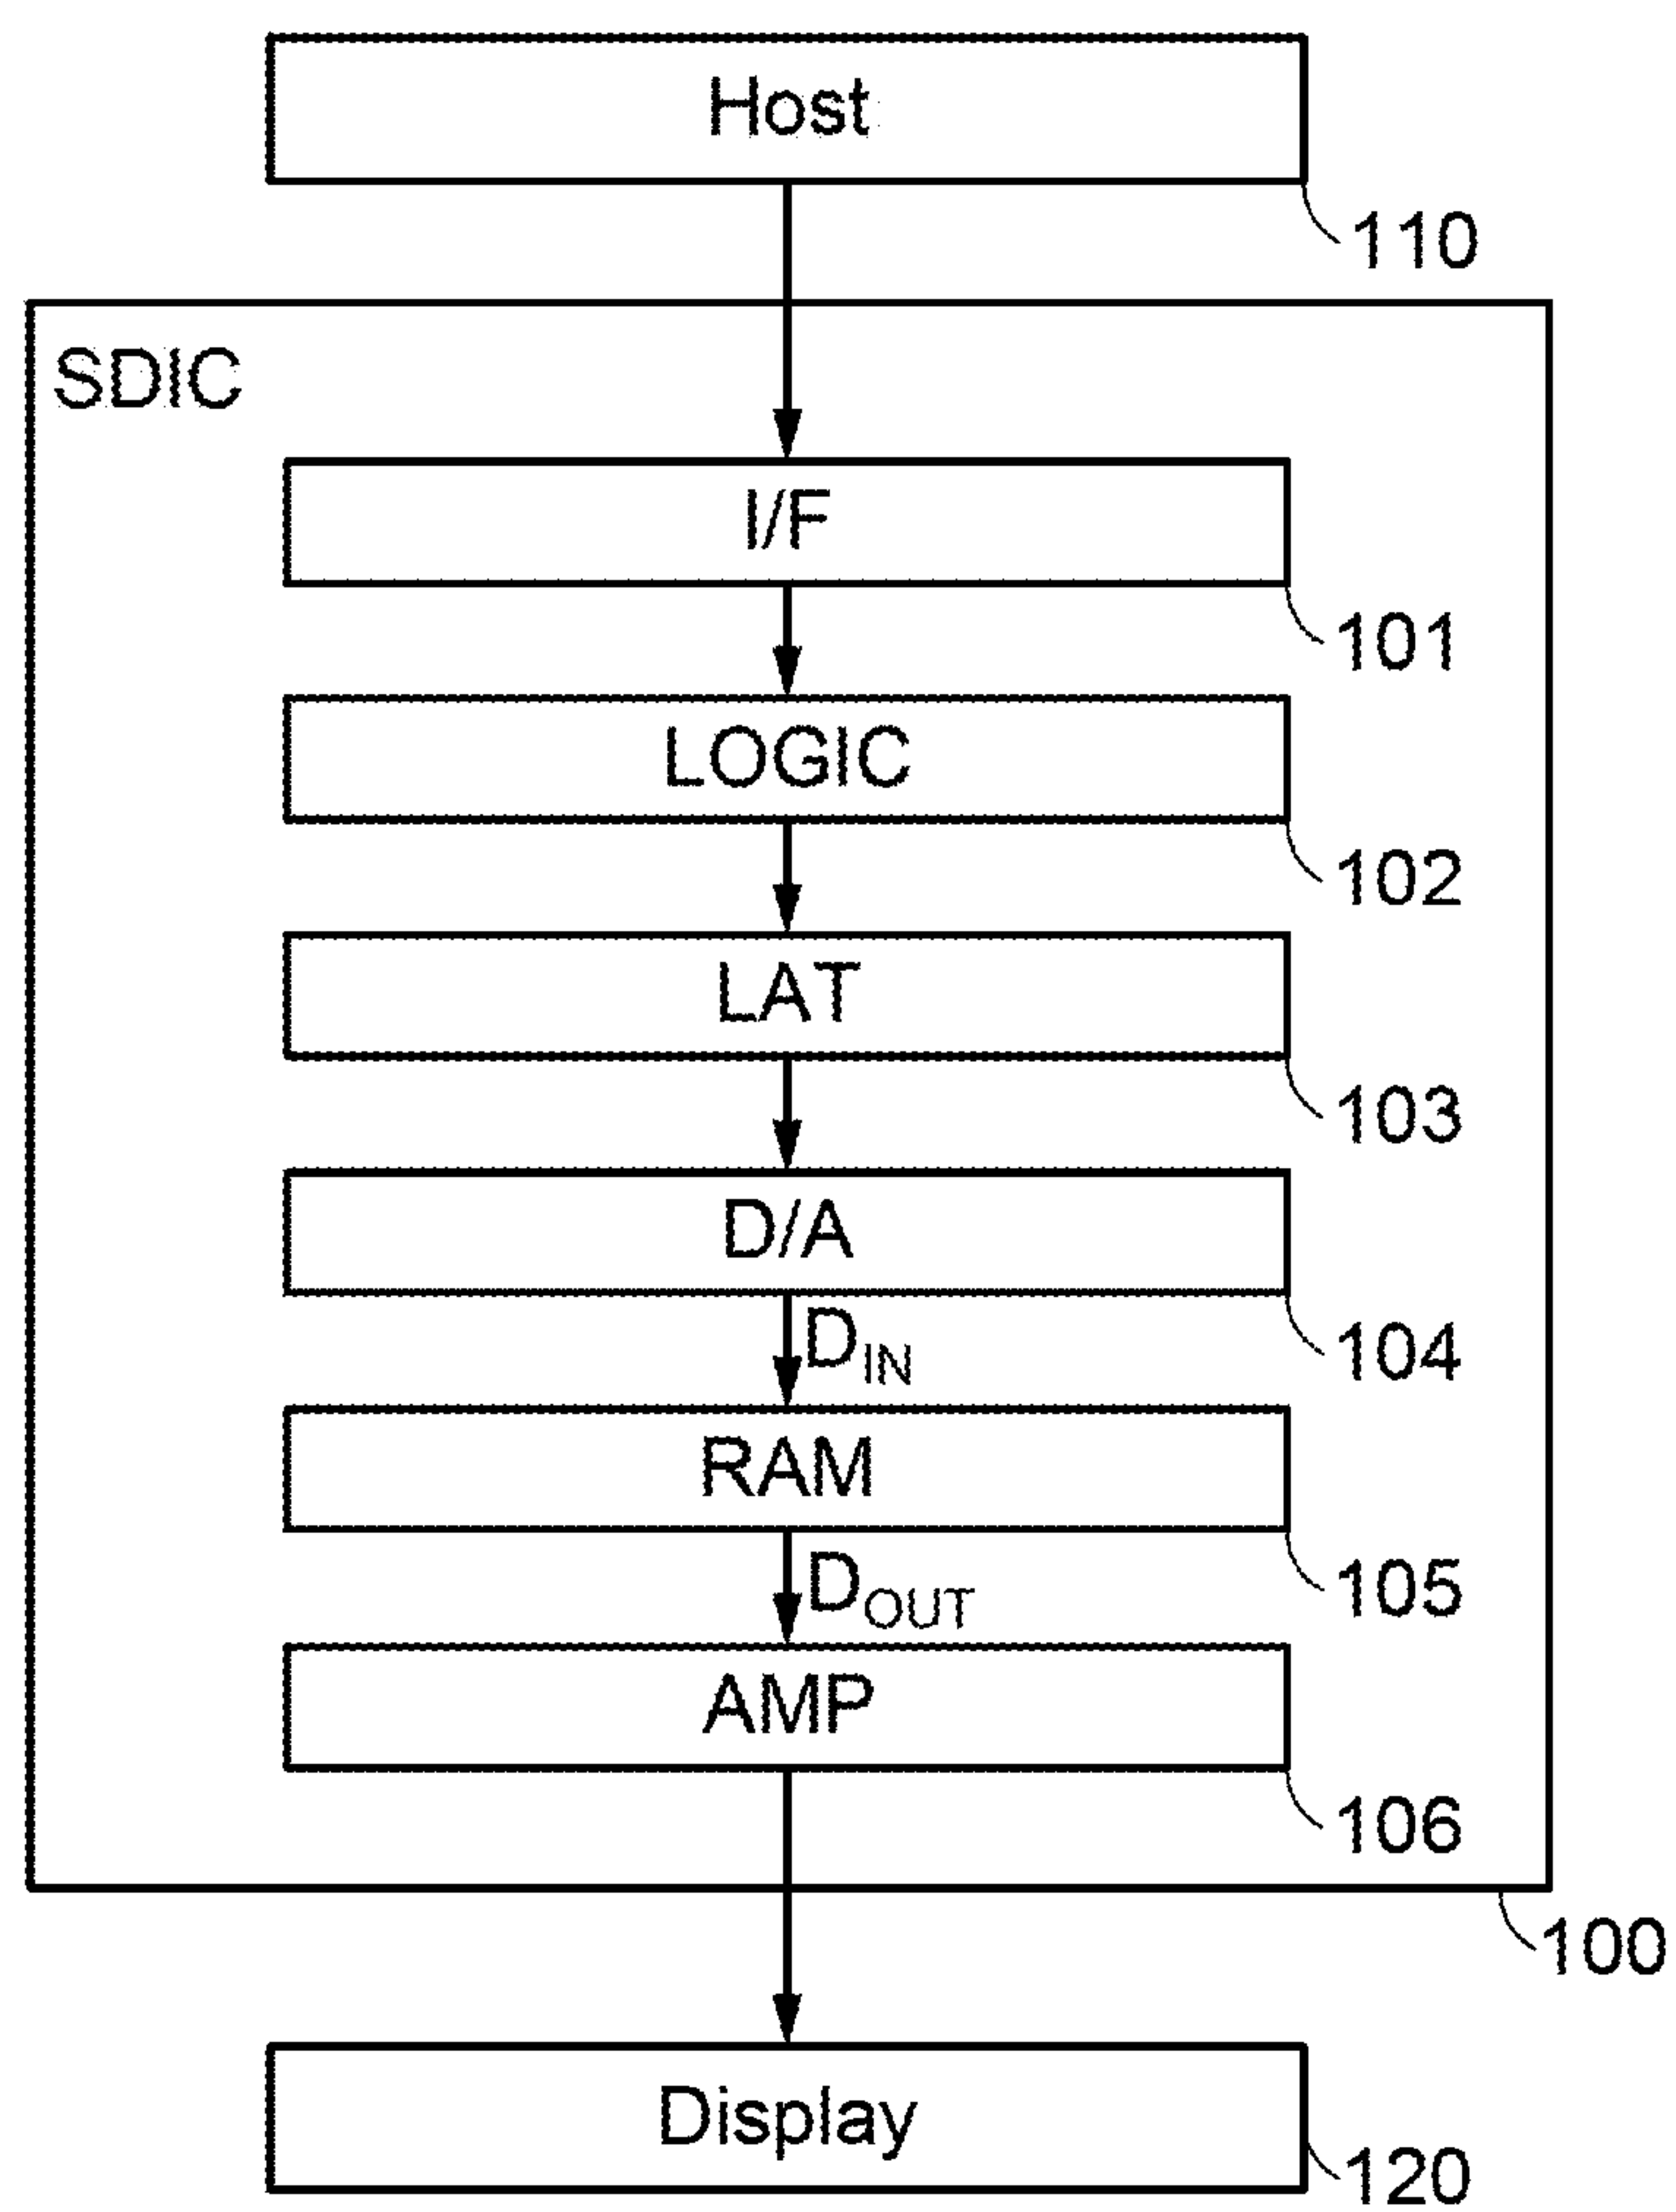 Host
110
SDIC
I/F
101
LOGIC
102
LAT
103
D/A
104
DIN
RAM
105
DOUT
AMP
106
100
Display
120